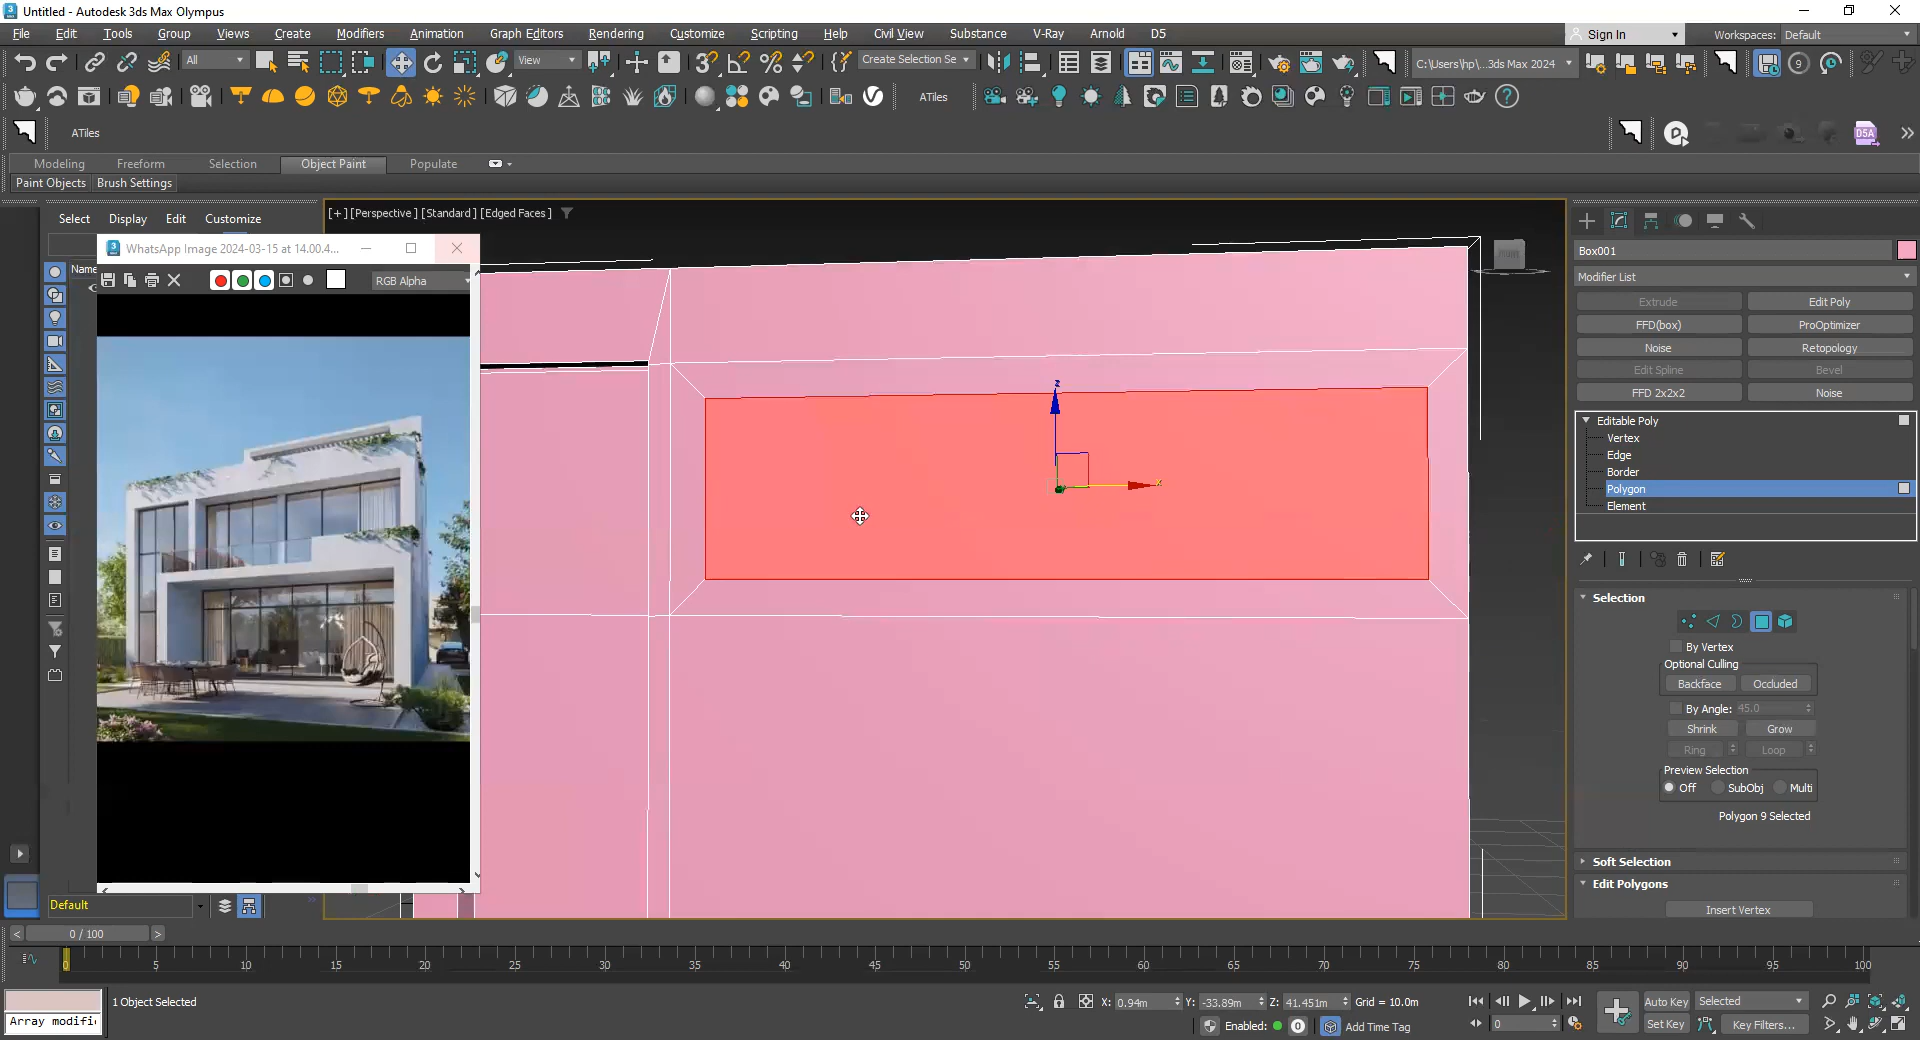 Untitled - Autodesk 3ds Max Olympus
File Edit Tools Group Views Create Modifiers Animation Graph Editors Rendering Customize Scripting Help Civil View Substance V-Ray Arnold D5
Sign In
Workspaces: Default
All
View
Create Selection Se
C:\Users\hp\...3ds Max 2024
9
ATiles
ATiles
D5A
Modeling Freeform Selection Object Paint Populate
Paint Objects Brush Settings
Select Display Edit Customize
[+] [Perspective ] [Standard ] [Edged Faces ]
WhatsApp Image 2024-03-15 at 14.00.4...
Name
RGB Alpha
FRONT
z
x
Box001
Modifier List
Extrude Edit Poly
FFD(box) ProOptimizer
Noise Retopology
Edit Spline Bevel
FFD 2x2x2 Noise
Editable Poly
Vertex
Edge
Border
Polygon
Element
Selection
By Vertex
Optional Culling
Backface Occluded
By Angle: 45.0
Shrink Grow
Ring Loop
Preview Selection
Off SubObj Multi
Polygon 9 Selected
Soft Selection
Edit Polygons
Insert Vertex
Default
< 0 / 100 >
0 5 10 15 20 25 30 35 40 45 50 55 60 65 70 75 80 85 90 95 100
1 Object Selected
X: 0.94m Y: -33.89m Z: 41.451m Grid = 10.0m
Auto Key Selected
Array modifi
Enabled: 0 Add Time Tag
0
Set Key Key Filters...